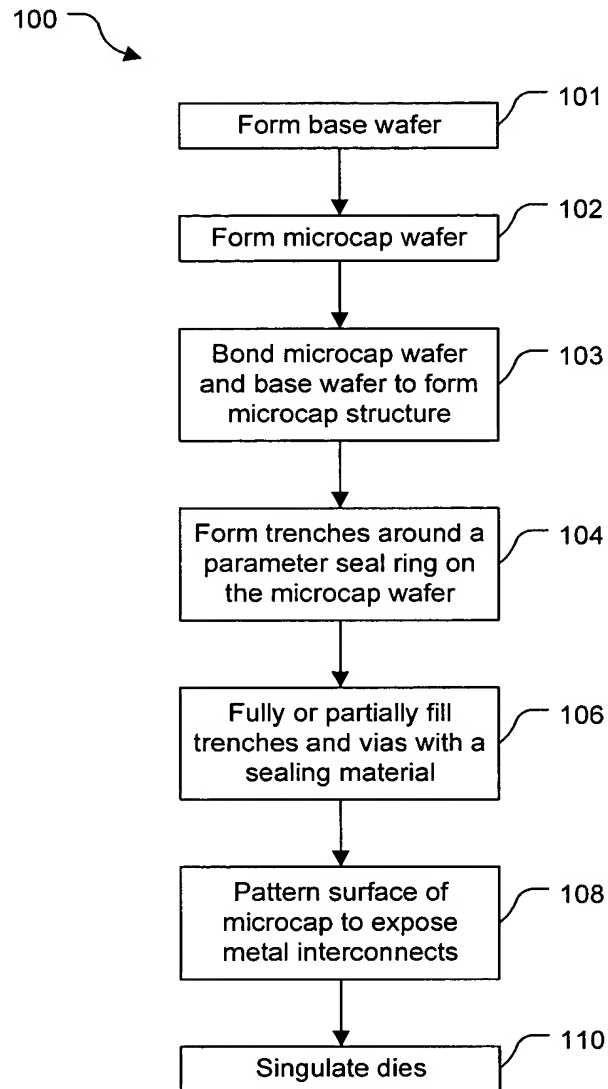 100
101
Form base wafer
102
Form microcap wafer
103
Bond microcap wafer
and base wafer to form
microcap structure
104
Form trenches around a
parameter seal ring on
the microcap wafer
106
Fully or partially fill
trenches and vias with a
sealing material
108
Pattern surface of
microcap to expose
metal interconnects
110
Singulate dies